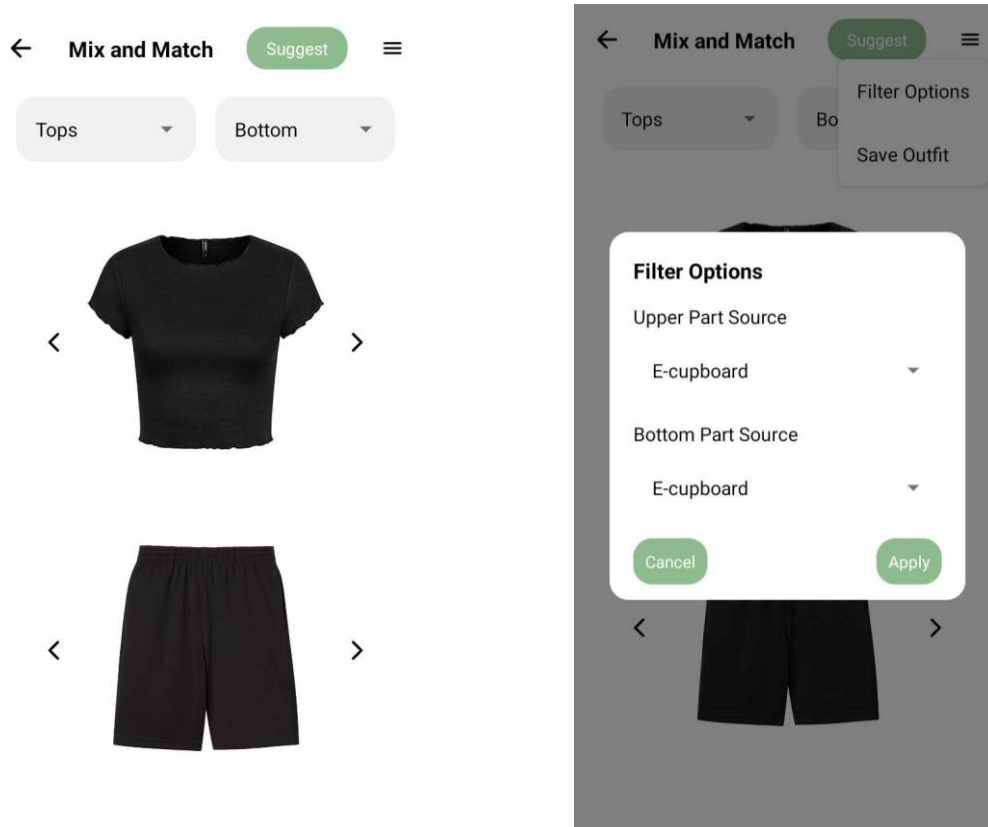 Mix and Match
Suggest
Tops
Bottom
Mix and Match
Suggest
Filter Options
Tops
Bo
Save Outfit
Filter Options
Upper Part Source
E-cupboard
Bottom Part Source
E-cupboard
Cancel
Apply